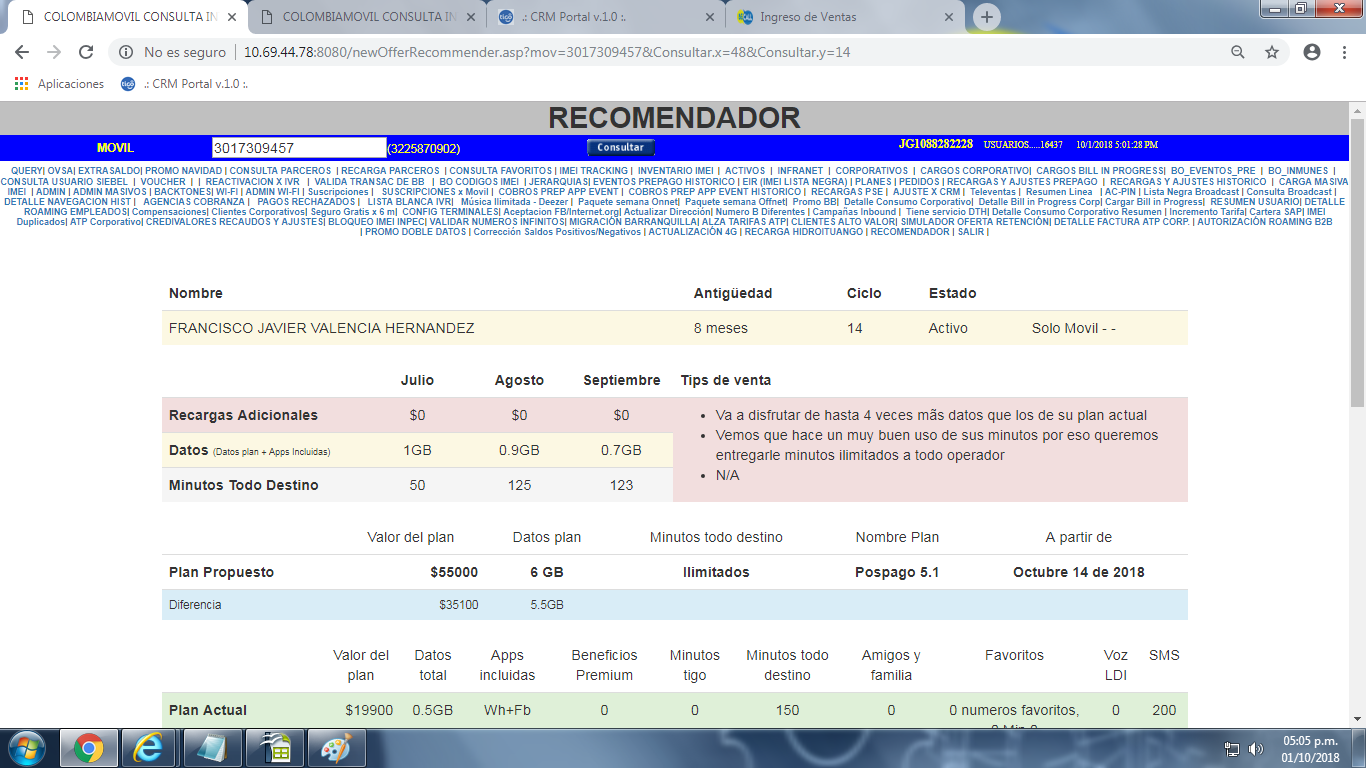 COLOMBIAMOVIL CONSULTA IN
COLOMBIAMOVIL CONSULTA IN
.: CRM Portal v.1.0 :.
Ingreso de Ventas
No es seguro
10.69.44.78:8080/newOfferRecommender.asp?mov=3017309457&Consultar.x=48&Consultar.y=14
Aplicaciones
.: CRM Portal v.1.0 :.
RECOMENDADOR
MOVIL 3017309457 (3225870902) Consultar JG1088282228 USUARIOS.....16437 10/1/2018 5:01:28 PM
QUERY| OVSA| EXTRASALDO| PROMO NAVIDAD | CONSULTA PARCEROS | RECARGA PARCEROS | CONSULTA FAVORITOS | IMEI TRACKING | INVENTARIO IMEI | ACTIVOS | INFRANET | CORPORATIVOS | CARGOS CORPORATIVO| CARGOS BILL IN PROGRESS| BO_EVENTOS_PRE | BO_INMUNES |
CONSULTA USUARIO SIEBEL | VOUCHER | | REACTIVACION X IVR | VALIDA TRANSAC DE BB | BO CODIGOS IMEI | JERARQUIAS| EVENTOS PREPAGO HISTORICO | EIR (IMEI LISTA NEGRA) | PLANES | PEDIDOS | RECARGAS Y AJUSTES PREPAGO | RECARGAS Y AJUSTES HISTORICO | CARGA MASIVA
IMEI | ADMIN | ADMIN MASIVOS | BACKTONES| WI-FI | ADMIN WI-FI | Suscripciones | SUSCRIPCIONES x Movil | COBROS PREP APP EVENT | COBROS PREP APP EVENT HISTORICO | RECARGAS PSE | AJUSTE X CRM | Televentas | Resumen Linea | AC-PIN | Lista Negra Broadcast | Consulta Broadcast |
DETALLE NAVEGACION HIST | AGENCIAS COBRANZA | PAGOS RECHAZADOS | LISTA BLANCA IVR| Música Ilimitada - Deezer | Paquete semana Onnet| Paquete semana Offnet| Promo BB| Detalle Consumo Corporativo| Detalle Bill in Progress Corp| Cargar Bill in Progress| RESUMEN USUARIO| DETALLE
ROAMING EMPLEADOS| Compensaciones| Clientes Corporativos| Seguro Gratis x 6 m| CONFIG TERMINALES| Aceptacion FB/Internet.org| Actualizar Dirección| Numero B Diferentes | Campañas Inbound | Tiene servicio DTH| Detalle Consumo Corporativo Resumen | Incremento Tarifa| Cartera SAP| IMEI
Duplicados| ATP Corporativo| CREDIVALORES RECAUDOS Y AJUSTES| BLOQUEO IMEI INPEC| VALIDAR NUMEROS INFINITOS| MIGRACIÓN BARRANQUILLA| ALZA TARIFAS ATP| CLIENTES ALTO VALOR| SIMULADOR OFERTA RETENCIÓN| DETALLE FACTURA ATP CORP. | AUTORIZACIÓN ROAMING B2B
| PROMO DOBLE DATOS | Corrección Saldos Positivos/Negativos | ACTUALIZACIÓN 4G | RECARGA HIDROITUANGO | RECOMENDADOR | SALIR |
Nombre Antigüedad Ciclo Estado
FRANCISCO JAVIER VALENCIA HERNANDEZ 8 meses 14 Activo Solo Movil - -
Julio Agosto Septiembre Tips de venta
Recargas Adicionales $0 $0 $0
Datos (Datos plan + Apps Incluidas) 1GB 0.9GB 0.7GB
Minutos Todo Destino 50 125 123
• Va a disfrutar de hasta 4 veces mãs datos que los de su plan actual
• Vemos que hace un muy buen uso de sus minutos por eso queremos
entregarle minutos ilimitados a todo operador
• N/A
Valor del plan Datos plan Minutos todo destino Nombre Plan A partir de
Plan Propuesto $55000 6 GB Ilimitados Pospago 5.1 Octubre 14 de 2018
Diferencia $35100 5.5GB
Valor del plan Datos total Apps incluidas Beneficios Premium Minutos tigo Minutos todo destino Amigos y familia Favoritos Voz LDI SMS
Plan Actual $19900 0.5GB Wh+Fb 0 0 150 0 0 numeros favoritos, 0 200
05:05 p.m.
01/10/2018